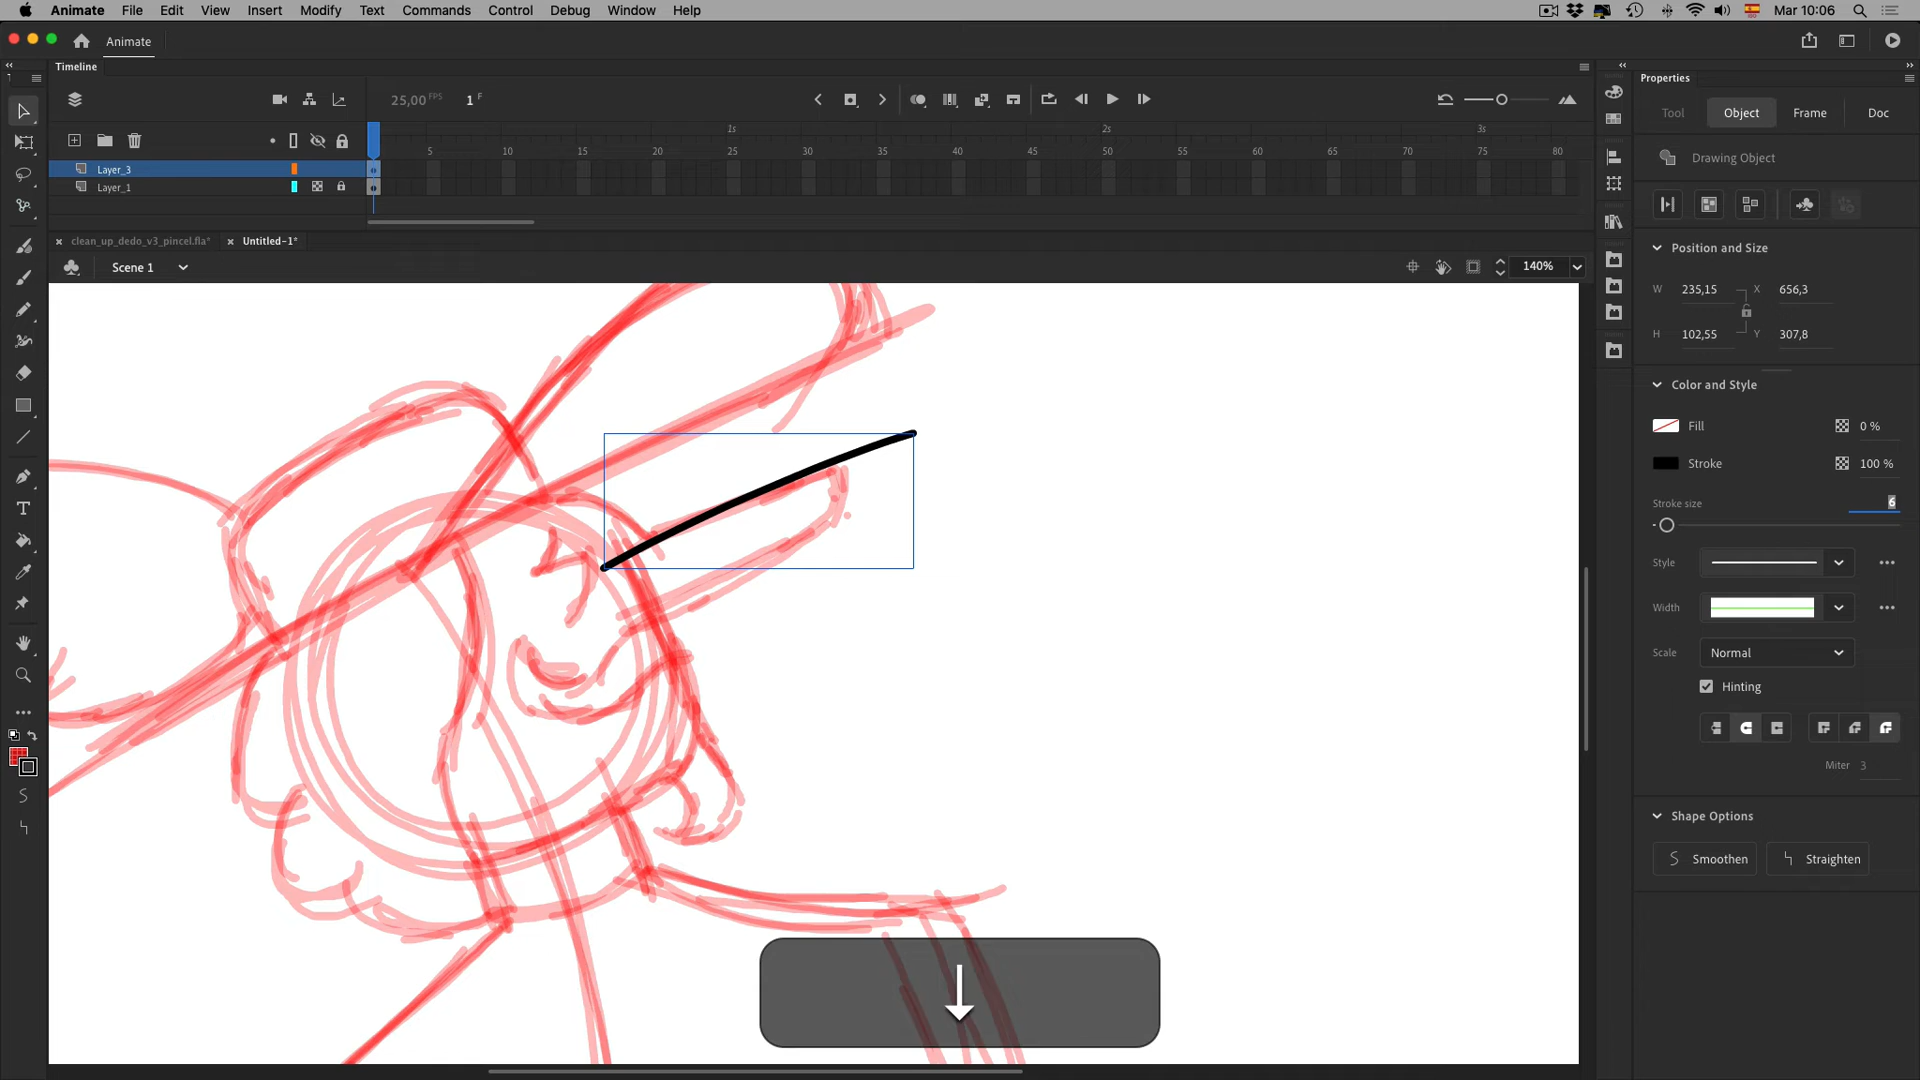 Animate File Edit View Insert Modify Text Commands Control Debug Window Help Mar 10:06
Animate
Timeline
Properties
25,00 FPS 1 F
Tool Object Frame Doc
1s 2s 3s
5 10 15 20 25 30 35 40 45 50 55 60 65 70 75 80
Layer_3
Layer_1
Drawing Object
clean_up_dedo_v3_pincel.fla* Untitled-1*
Scene 1 140%
Position and Size
W 235,15 X 656,3
H 102,55 Y 307,8
Color and Style
Fill 0 %
Stroke 100 %
Stroke size 6
Style
Width
Scale Normal
Hinting
Miter 3
Shape Options
Smoothen Straighten